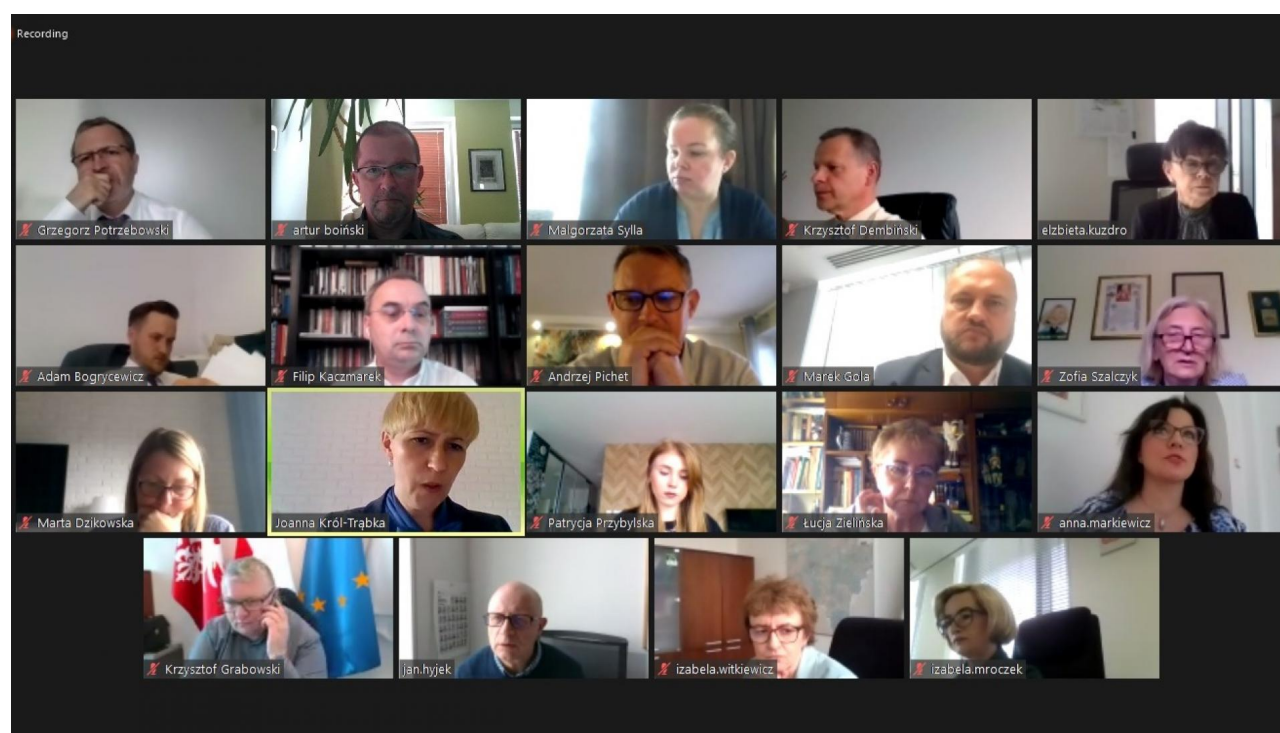 Recording
Grzegorz Potrzebowski
artur boiński
Malgorzata Sylla
Krzysztof Dembiński
elzbieta.kuzdro
Adam Bogrycewicz
Filip Kaczmarek
Andrzej Pichet
Marek Gola
Zofia Szalczyk
Marta Dzikowska
Joanna Król-Trąbka
Patrycja Przybylska
Łucja Zielińska
anna.markiewicz
Krzysztof Grabowski
jan.hyjek
izabela.witkiewicz
izabela.mroczek